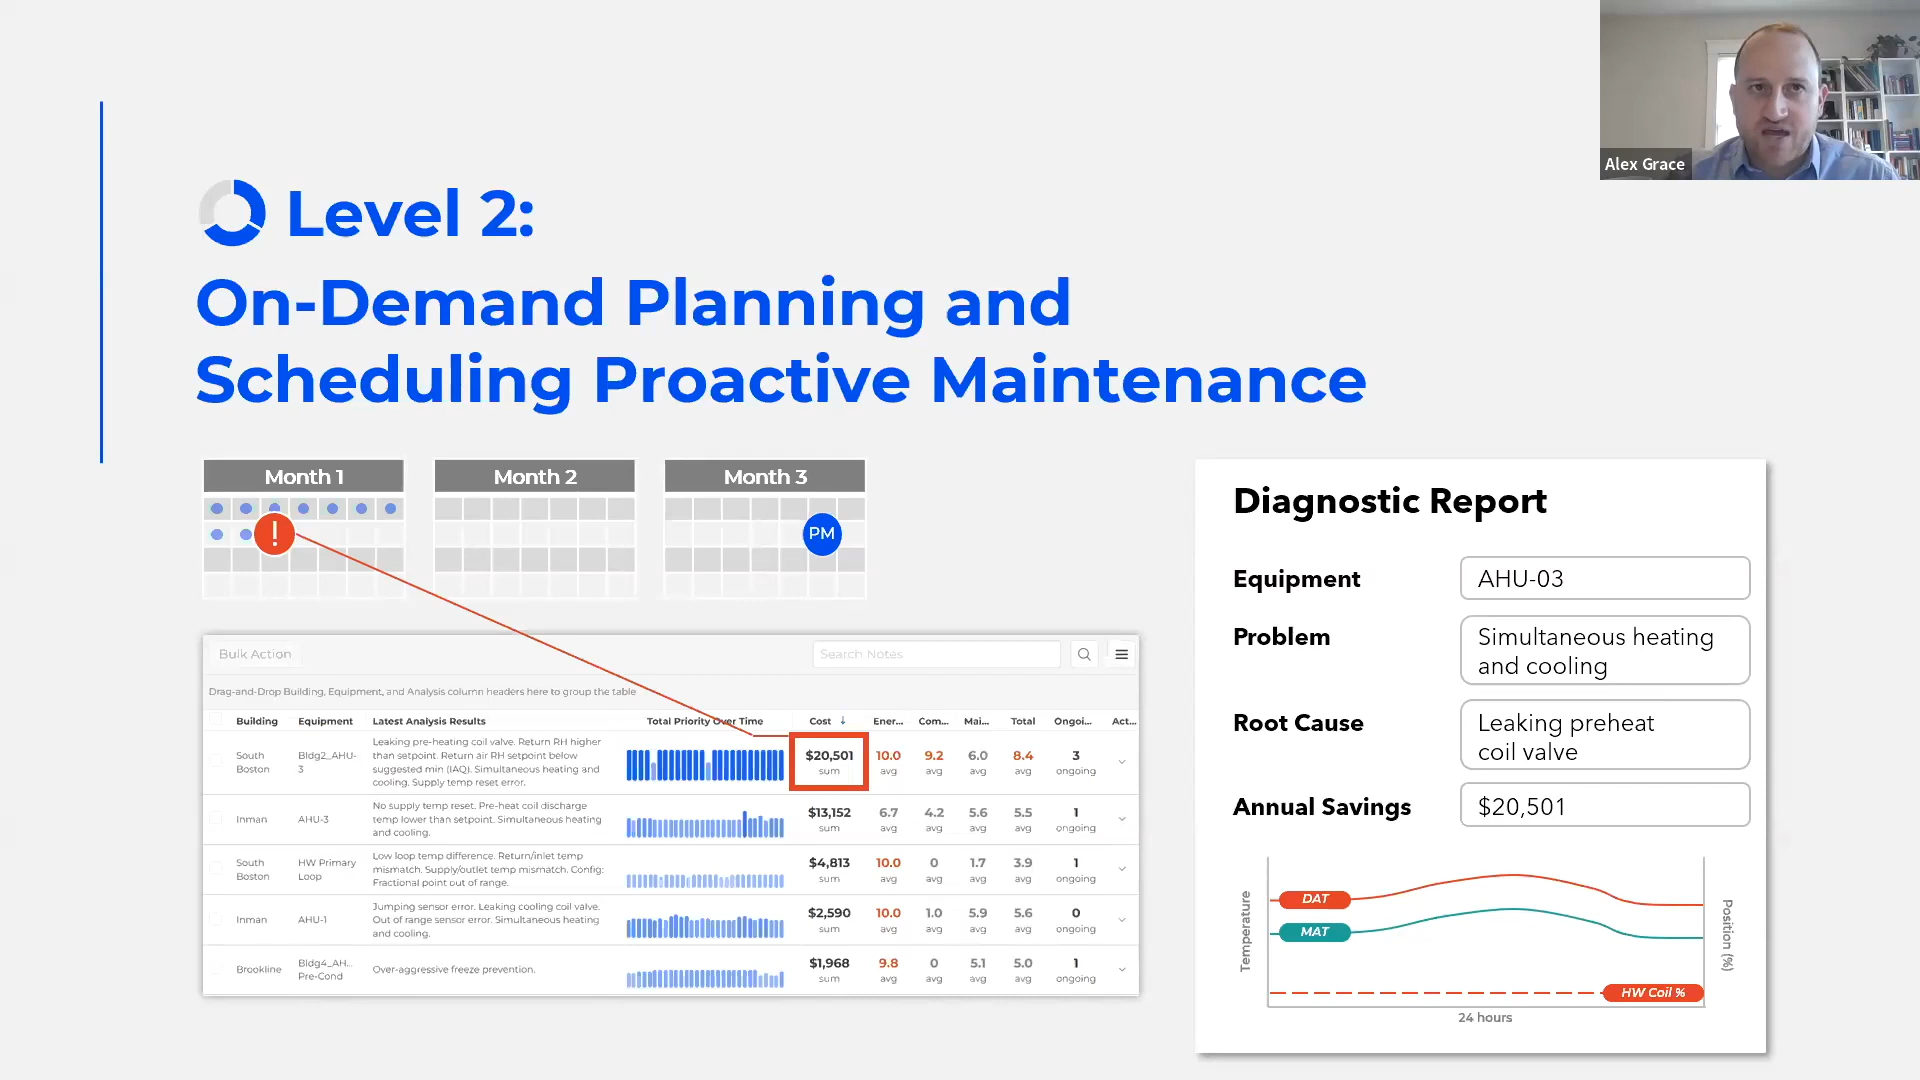 Alex Grace
Level 2:
On-Demand Planning and
Scheduling Proactive Maintenance
Month 1
Month 2
Month 3
!
PM
Bulk Action
Search Notes
Drag-and-Drop Building, Equipment, and Analysis column headers here to group the table
Building Equipment Latest Analysis Results Total Priority Over Time Cost ↓ Ener... Com... Mai... Total Ongoi... Act...
South Boston
Bldg2_AHU-3
Leaking pre-heating coil valve. Return RH higher
than setpoint. Return air RH setpoint below
suggested min (IAQ). Simultaneous heating and
cooling. Supply temp reset error.
$20,501 10.0 9.2 6.0 8.4 3
sum avg avg avg avg ongoing
Inman
AHU-3
No supply temp reset. Pre-heat coil discharge
temp lower than setpoint. Simultaneous heating
and cooling.
$13,152 6.7 4.2 5.6 5.5 1
sum avg avg avg avg ongoing
South Boston
HW Primary Loop
Low loop temp difference. Return/inlet temp
mismatch. Supply/outlet temp mismatch. Config:
Fractional point out of range.
$4,813 10.0 0 1.7 3.9 1
sum avg avg avg avg ongoing
Inman
AHU-1
Jumping sensor error. Leaking cooling coil valve.
Out of range sensor error. Simultaneous heating
and cooling.
$2,590 10.0 1.0 5.9 5.6 0
sum avg avg avg avg ongoing
Brookline
Bldg4_AH...
Pre-Cond
Over-aggressive freeze prevention.
$1,968 9.8 0 5.1 5.0 1
sum avg avg avg avg ongoing
Diagnostic Report
Equipment
AHU-03
Problem
Simultaneous heating
and cooling
Root Cause
Leaking preheat
coil valve
Annual Savings
$20,501
Temperature
DAT
MAT
HW Coil %
Position (%)
24 hours